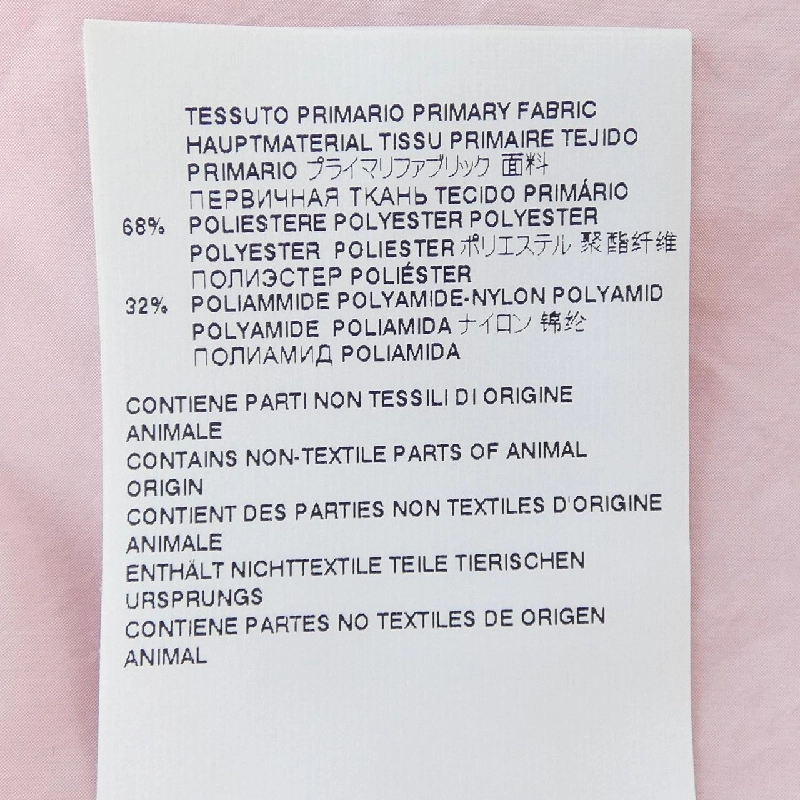 TESSUTO PRIMARIO PRIMARY FABRIC
HAUPTMATERIAL TISSU PRIMAIRE TEJIDO
PRIMARIO プライマリファブリック 面料
ПЕРВИЧНАЯ ТКАНЬ TECIDO PRIMÁRIO
68% POLIESTERE POLYESTER POLYESTER
POLYESTER POLIESTER ポリエステル 聚酯纤维
ПОЛИЭСТЕР POLIÉSTER
32% POLIAMMIDE POLYAMIDE-NYLON POLYAMID
POLYAMIDE POLIAMIDA ナイロン 锦纶
ПОЛИАМИД POLIAMIDA
CONTIENE PARTI NON TESSILI DI ORIGINE
ANIMALE
CONTAINS NON-TEXTILE PARTS OF ANIMAL
ORIGIN
CONTIENT DES PARTIES NON TEXTILES D'ORIGINE
ANIMALE
ENTHÄLT NICHTTEXTILE TEILE TIERISCHEN
URSPRUNGS
CONTIENE PARTES NO TEXTILES DE ORIGEN
ANIMAL